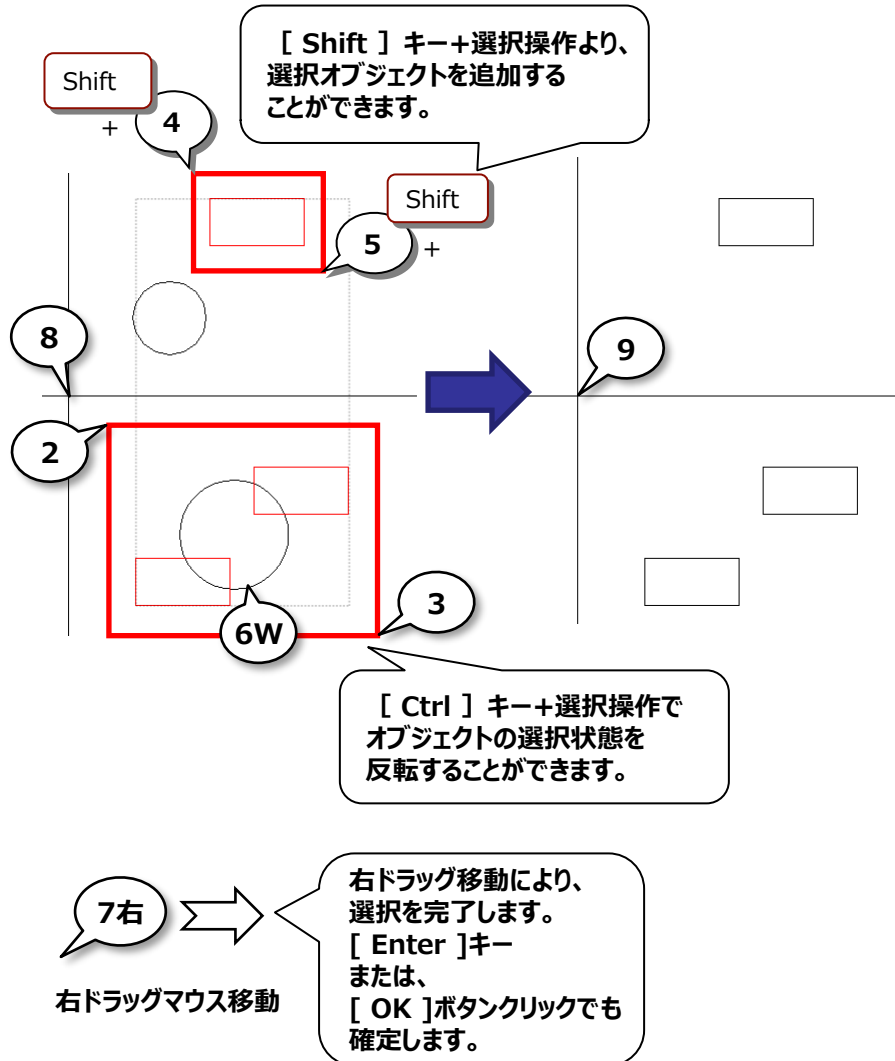 ［ Shift ］キー+選択操作より、
選択オブジェクトを追加する
ことができます。
Shift
+
4
Shift
5
+
8
9
2
3
6W
［ Ctrl ］キー+選択操作で
オブジェクトの選択状態を
反転することができます。
右ドラッグ移動により、
選択を完了します。
[ Enter ]キー
または、
[ OK ]ボタンクリックでも
確定します。
7右
右ドラッグマウス移動